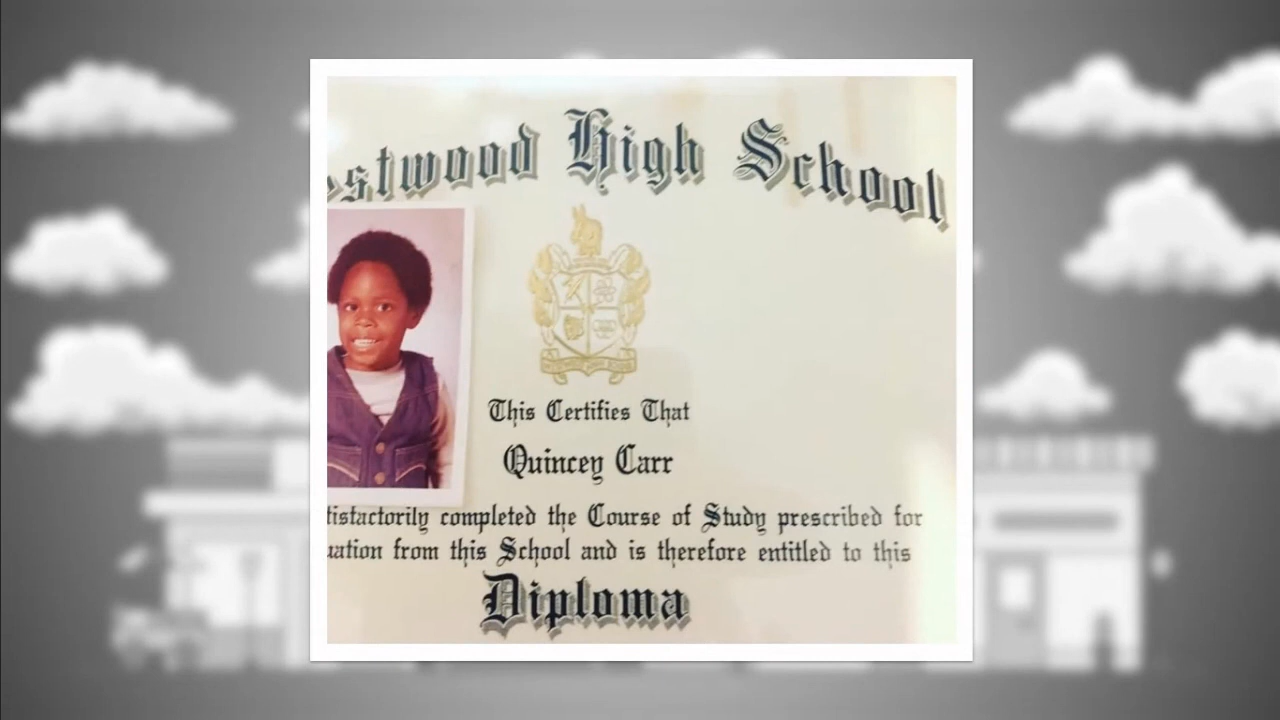 estwood High School
This Certifies That
Quincey Carr
tisfactorily completed the Course of Study prescribed for
uation from this School and is therefore entitled to this
Diploma